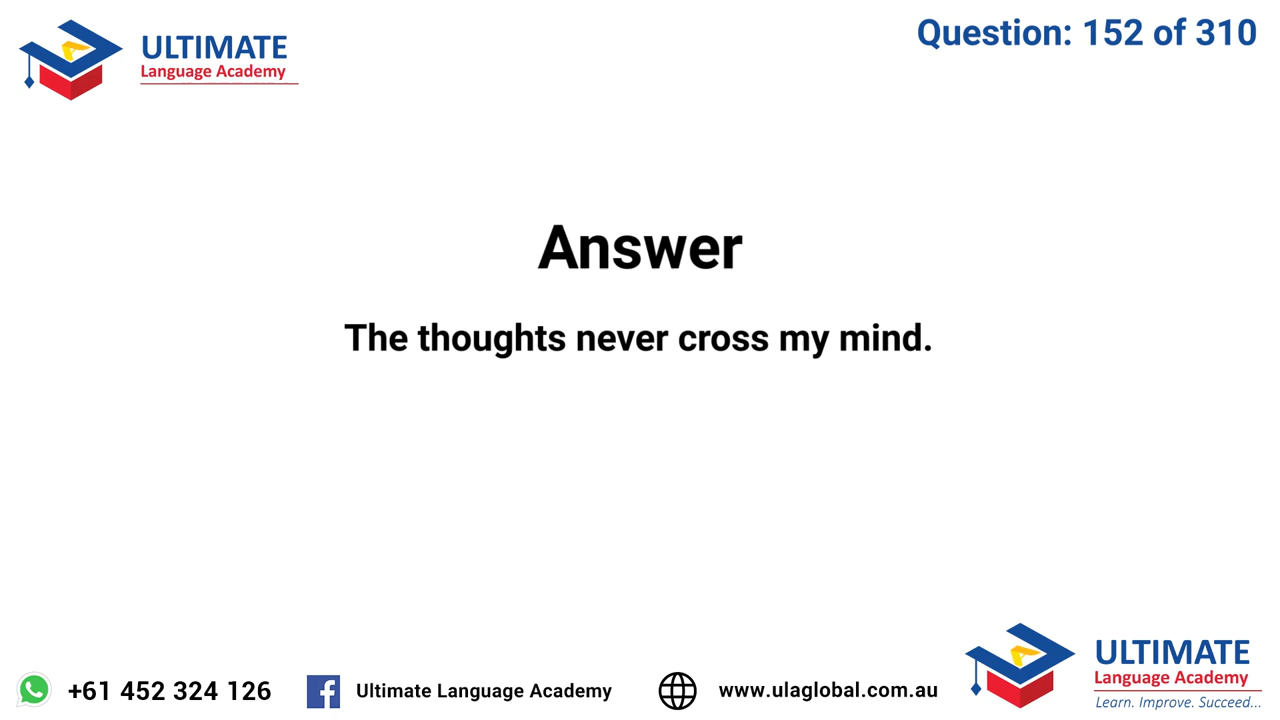 ULTIMATE
Language Academy
Question: 152 of 310
Answer
The thoughts never cross my mind.
+61 452 324 126
Ultimate Language Academy
www.ulaglobal.com.au
ULTIMATE
Language Academy
Learn. Improve. Succeed...